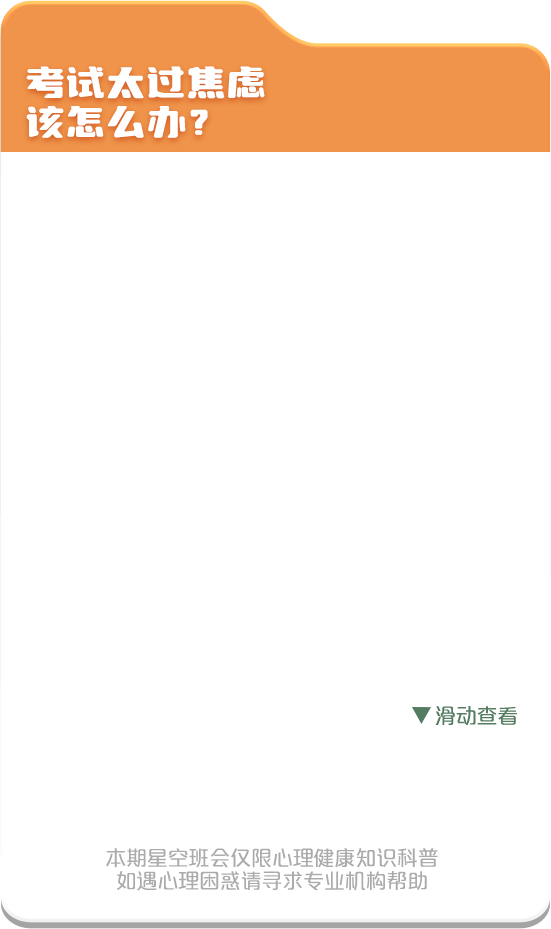 考试太过焦虑
该怎么办？
▼滑动查看
本期星空班会仅限心理健康知识科普
如遇心理困惑请寻求专业机构帮助